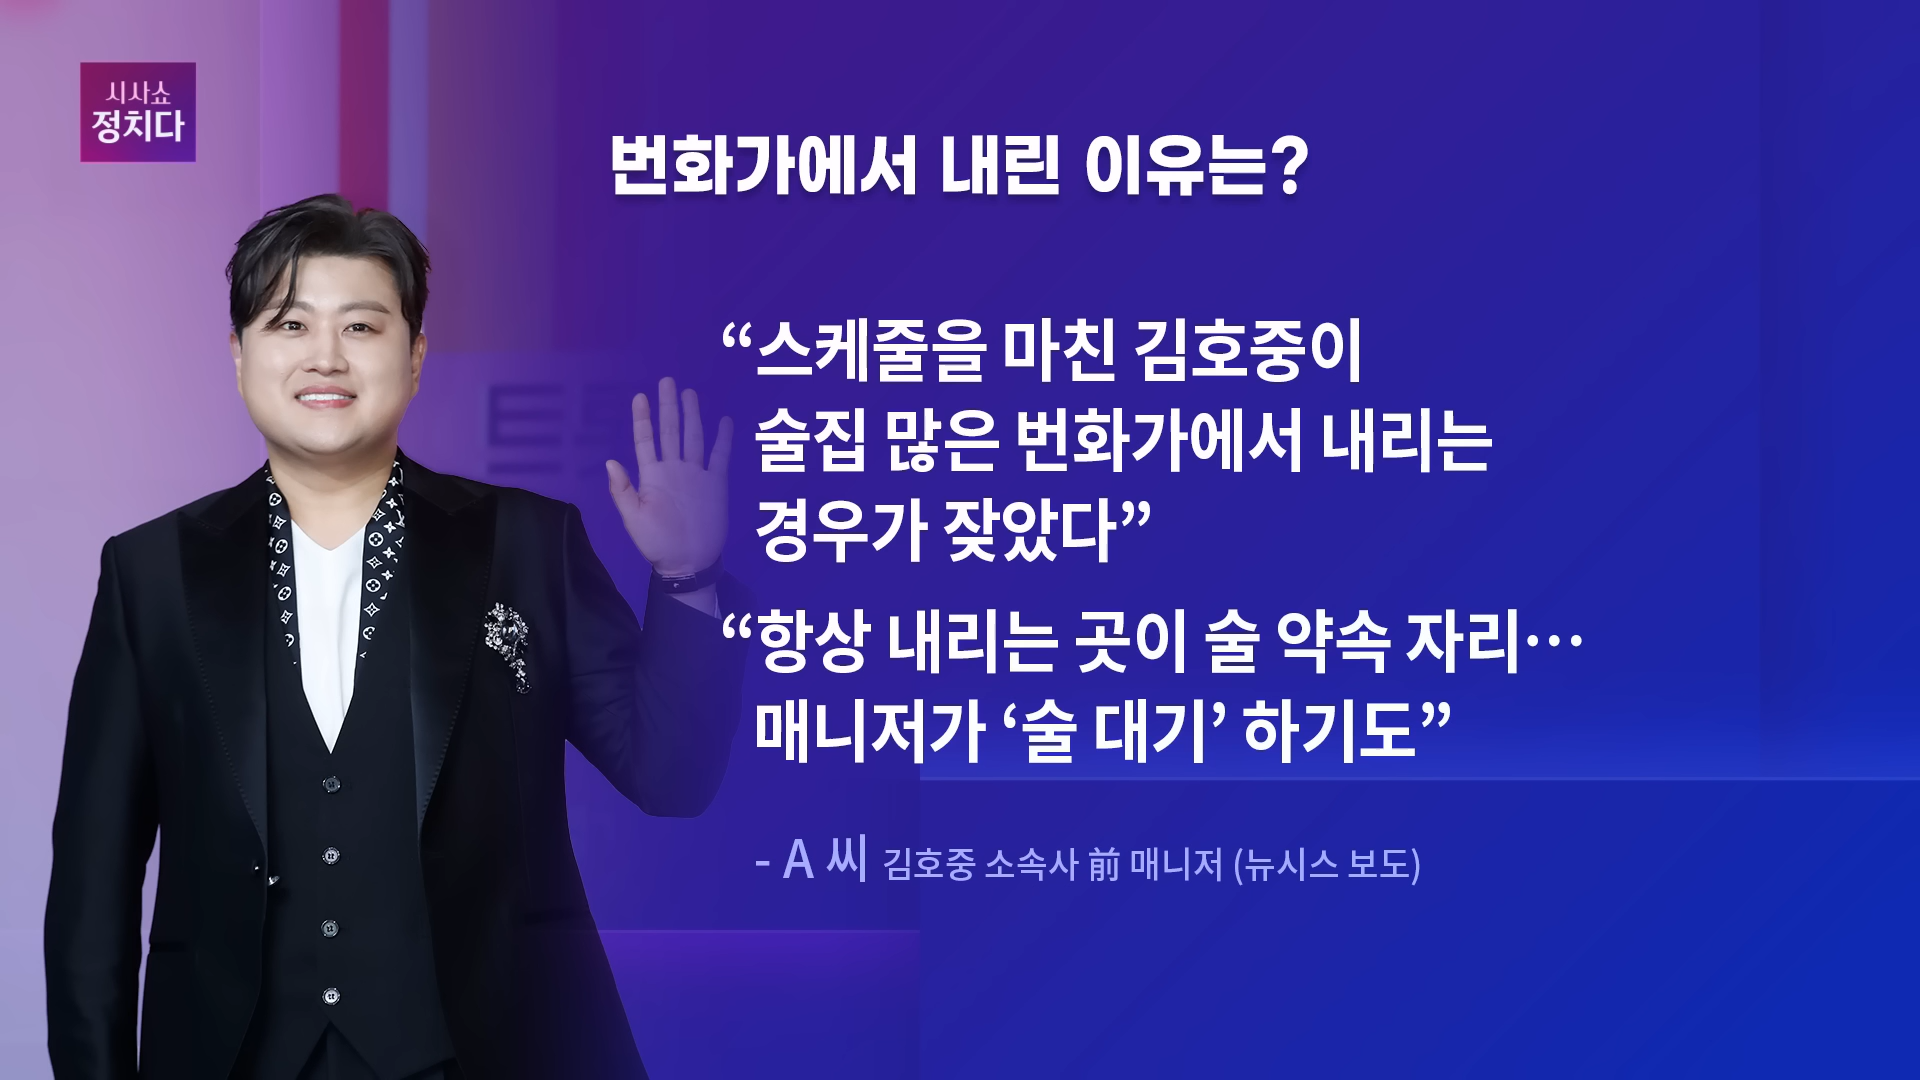 시사쇼
정치다
번화가에서 내린 이유는?
“스케줄을 마친 김호중이
술집 많은 번화가에서 내리는
경우가 잦았다”
“항상 내리는 곳이 술 약속 자리…
매니저가 ‘술 대기’ 하기도”
- A 씨 김호중 소속사 前 매니저 (뉴시스 보도)